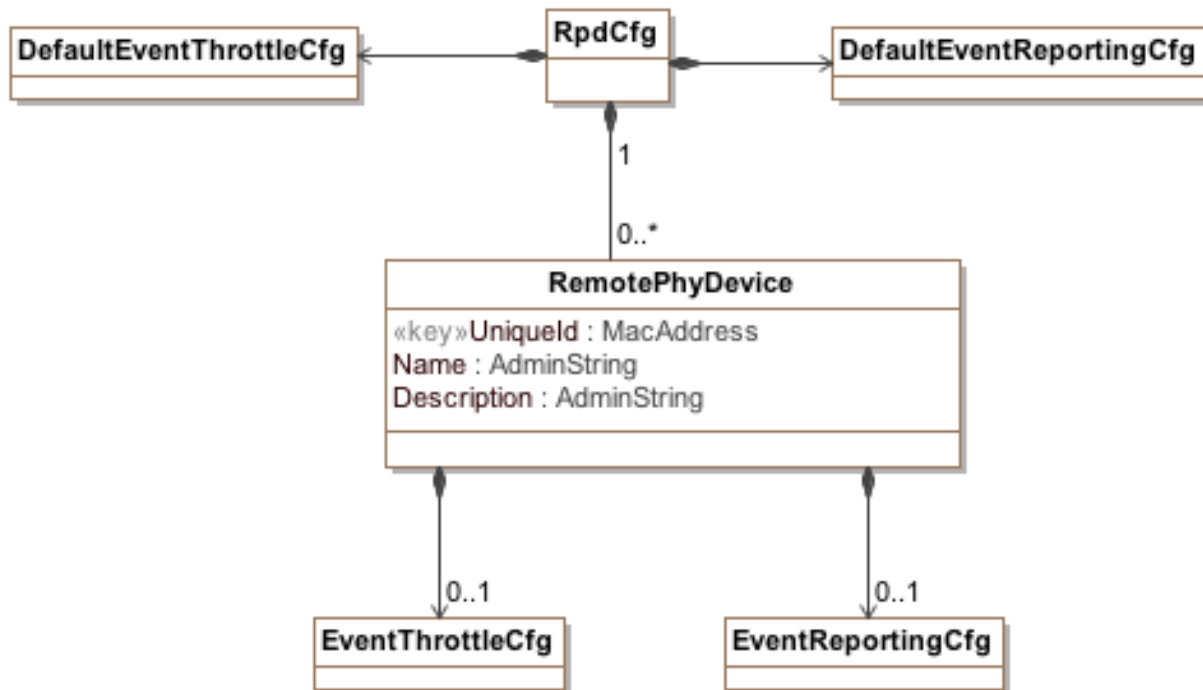 RpdCfg
DefaultEventThrottleCfg
DefaultEventReportingCfg
1
0..*
RemotePhyDevice
«key»UniqueId : MacAddress
Name : AdminString
Description : AdminString
0..1
0..1
EventThrottleCfg
EventReportingCfg